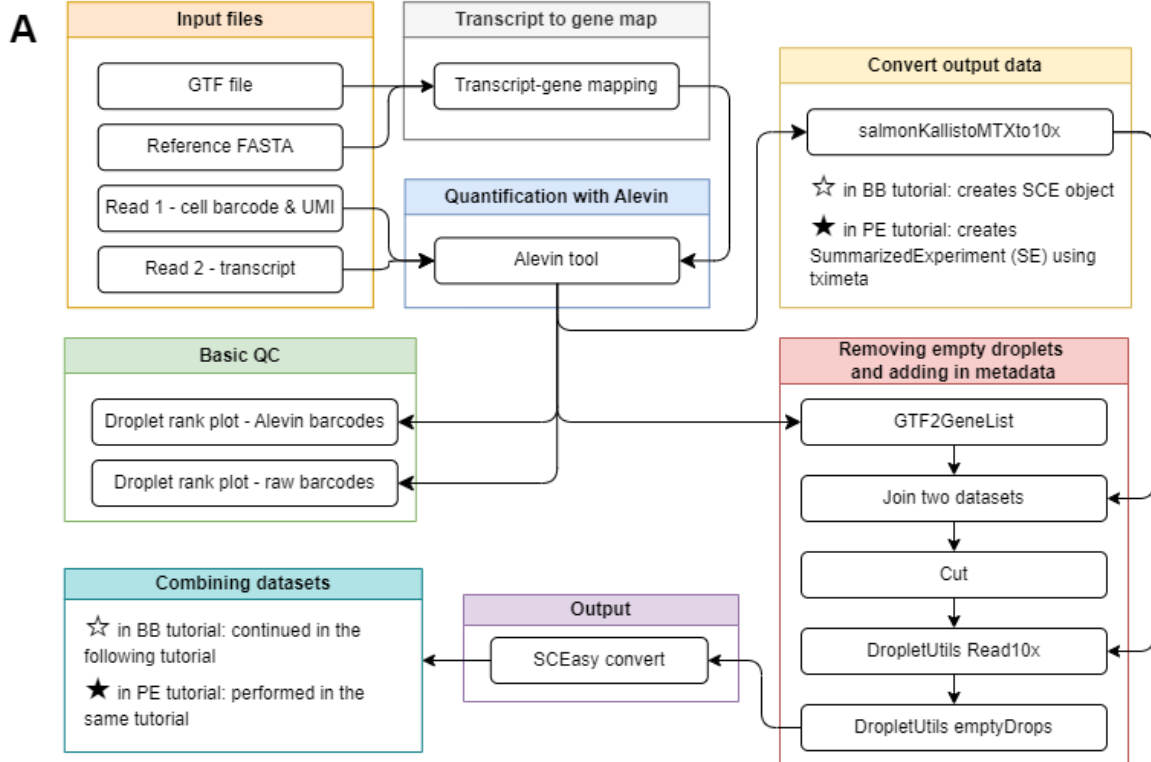 A
Input files
GTF file
Reference FASTA
Read 1 - cell barcode & UMI
Read 2 - transcript
Transcript to gene map
Transcript-gene mapping
Quantification with Alevin
Alevin tool
Convert output data
salmonKallistoMTXto10x
☆ in BB tutorial: creates SCE object
★ in PE tutorial: creates
SummarizedExperiment (SE) using
tximeta
Basic QC
Droplet rank plot - Alevin barcodes
Droplet rank plot - raw barcodes
Removing empty droplets
and adding in metadata
GTF2GeneList
Join two datasets
Cut
DropletUtils Read10x
DropletUtils emptyDrops
Output
SCEasy convert
Combining datasets
☆ in BB tutorial: continued in the
following tutorial
★ in PE tutorial: performed in the
same tutorial